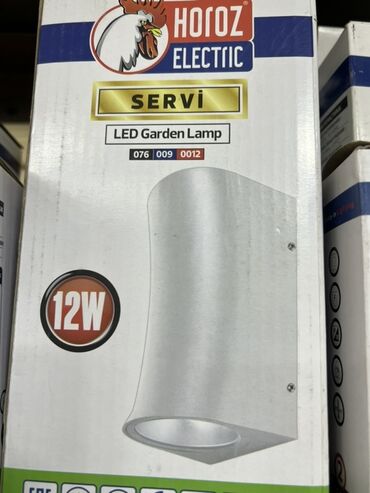 HOROZ
ELECTRIC
SERVİ
LED Garden Lamp
076 009 0012
12W